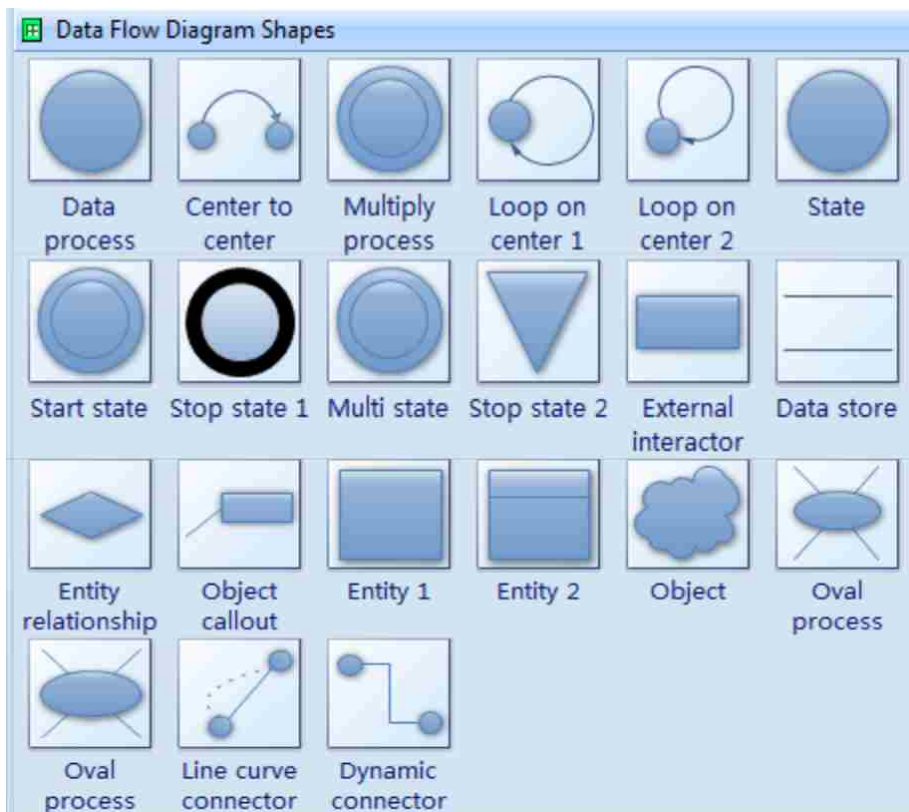 Data Flow Diagram Shapes
Data process
Center to center
Multiply process
Loop on center 1
Loop on center 2
State
Start state
Stop state 1
Multi state
Stop state 2
External interactor
Data store
Entity relationship
Object callout
Entity 1
Entity 2
Object
Oval process
Oval process
Line curve connector
Dynamic connector